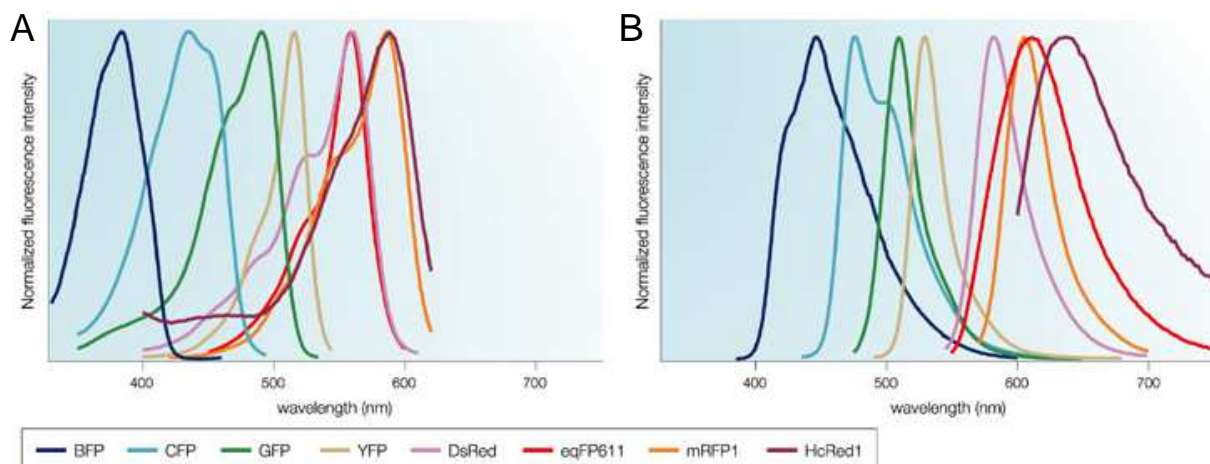 A
B
Normalized fluorescence intensity
Normalized fluorescence intensity
400 500 600 700
400 500 600 700
wavelength (nm)
wavelength (nm)
BFP CFP GFP YFP DsRed eqFP611 mRFP1 HcRed1